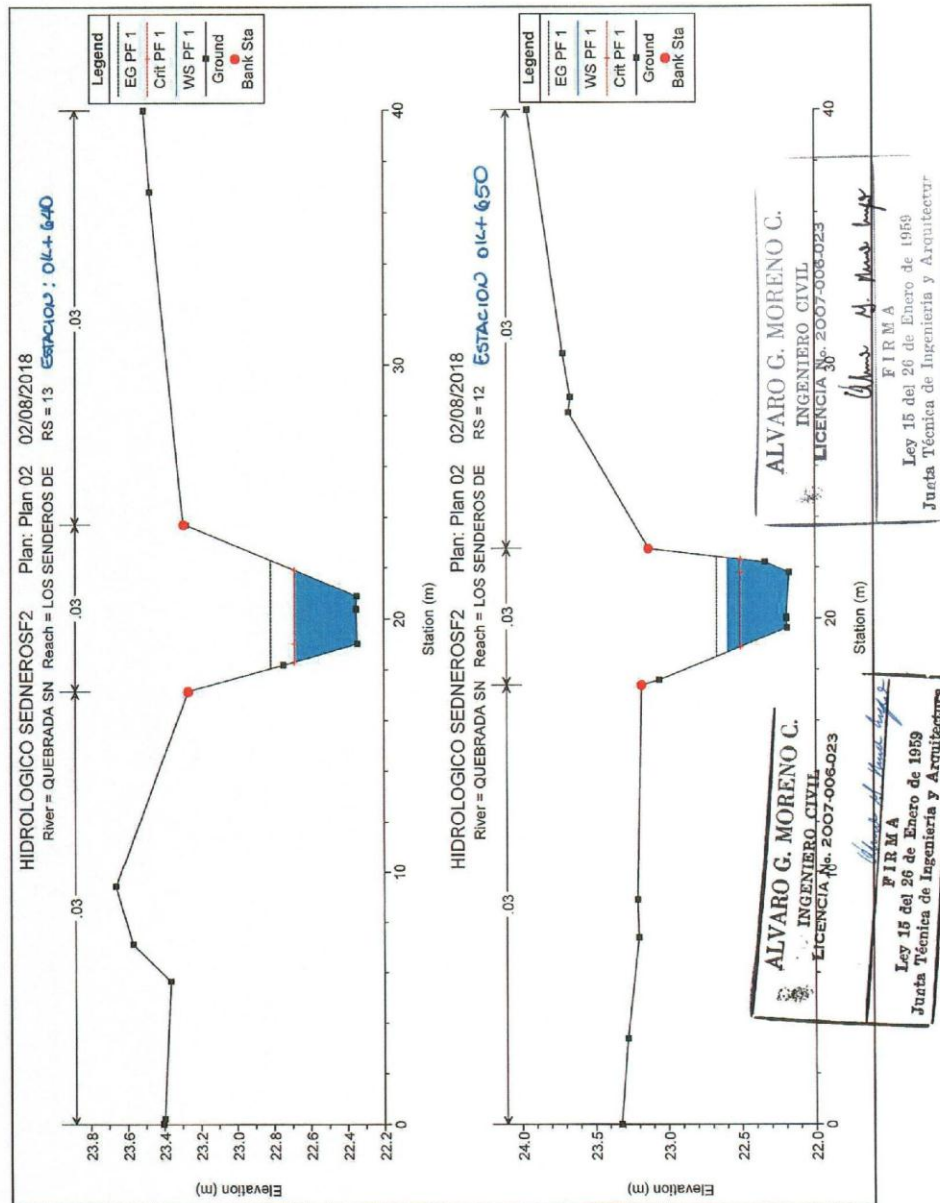 HIDROLOGICO SEDNEROSF2 Plan: Plan 02 02/08/2018
River = QUEBRADA SN Reach = LOS SENDEROS DE RS = 13 ESTACION: 0K+640
.03
.03
.03
Legend
EG PF 1
Crit PF 1
WS PF 1
Ground
Bank Sta
Elevation (m)
23.8
23.6
23.4
23.2
23.0
22.8
22.6
22.4
22.2
0
10
20
30
40
Station (m)
HIDROLOGICO SEDNEROSF2 Plan: Plan 02 02/08/2018
River = QUEBRADA SN Reach = LOS SENDEROS DE RS = 12 ESTACION 0K+650
.03
.03
.03
Legend
EG PF 1
WS PF 1
Crit PF 1
Ground
Bank Sta
Elevation (m)
24.0
23.5
23.0
22.5
22.0
0
10
20
30
40
Station (m)
ALVARO G. MORENO C.
INGENIERO CIVIL
LICENCIA No. 2007-006-023
FIRMA
Ley 15 del 26 de Enero de 1959
Junta Técnica de Ingeniería y Arquitectura
ALVARO G. MORENO C.
INGENIERO CIVIL
LICENCIA No. 2007-006-023
FIRMA
Ley 15 del 26 de Enero de 1959
Junta Técnica de Ingeniería y Arquitectur